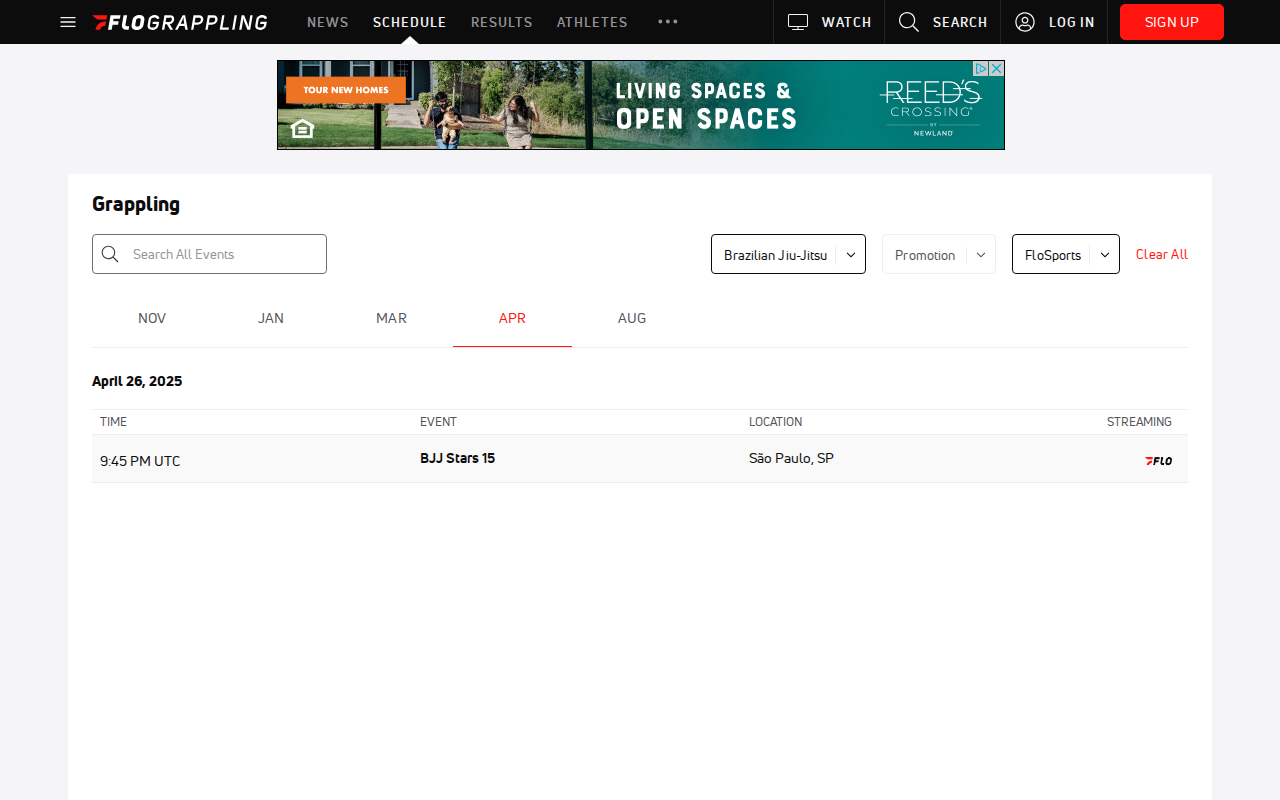 FLOGRAPPLING
NEWS
SCHEDULE
RESULTS
ATHLETES
WATCH
SEARCH
LOG IN
SIGN UP
TOUR NEW HOMES
LIVING SPACES &
OPEN SPACES
REED'S
CROSSING
BY
NEWLAND
Grappling
Search All Events
Brazilian Jiu-Jitsu
Promotion
FloSports
Clear All
NOV
JAN
MAR
APR
AUG
April 26, 2025
TIME
EVENT
LOCATION
STREAMING
9:45 PM UTC
BJJ Stars 15
São Paulo, SP
FLO